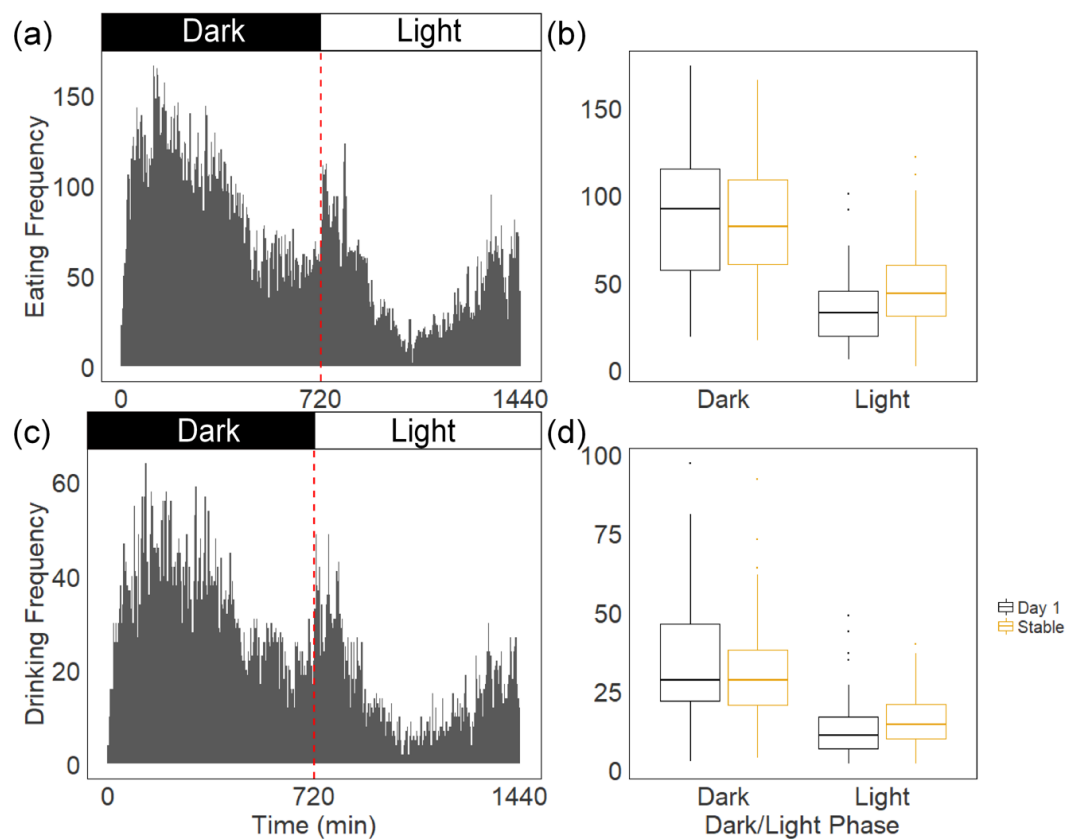 (a)
Dark
Light
Eating Frequency
150
100
50
0
0
720
1440
(b)
150
100
50
0
Dark
Light
(c)
Dark
Light
Drinking Frequency
60
40
20
0
0
720
1440
Time (min)
(d)
100
75
50
25
0
Dark
Light
Dark/Light Phase
Day 1
Stable